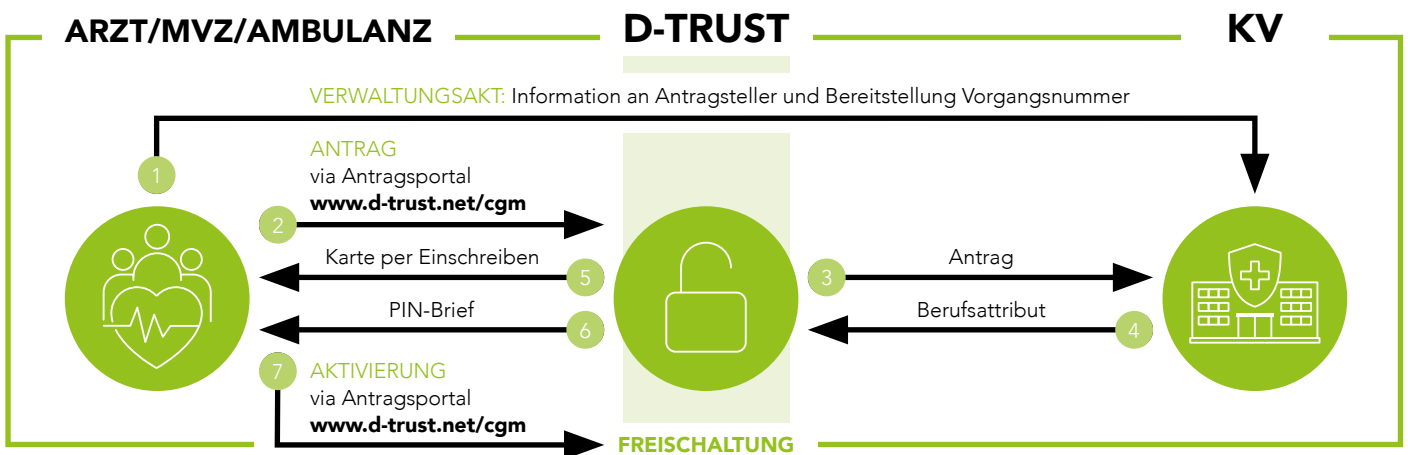 ARZT/MVZ/AMBULANZ
D-TRUST
KV
VERWALTUNGSAKT: Information an Antragsteller und Bereitstellung Vorgangsnummer
1
ANTRAG
via Antragsportal
www.d-trust.net/cgm
2
Karte per Einschreiben
5
3
Antrag
PIN-Brief
6
Berufsattribut
4
7
AKTIVIERUNG
via Antragsportal
www.d-trust.net/cgm
FREISCHALTUNG